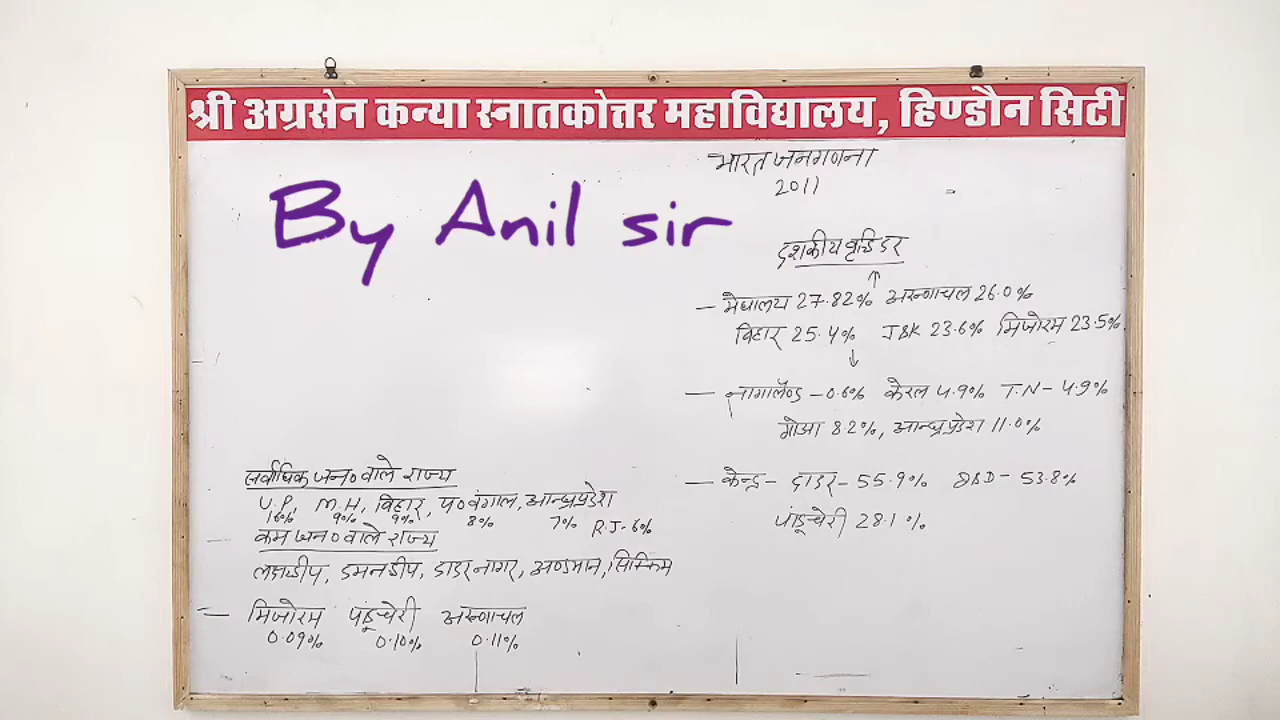 श्री अग्रसेन कन्या स्नातकोत्तर महाविद्यालय, हिण्डौन सिटी
भारत जनगणना
2011
By Anil sir
दशकीय वृद्धि दर
↑
— मेघालय 27.82% अरुणाचल 26.0%
बिहार 25.4% J&K 23.6% मिजोरम 23.5%
↓
— नागालैण्ड -0.6% केरल 4.9% T.N - 4.9%
गोआ 8.2%, आन्ध्रप्रदेश 11.0%
— केन्द्र - दादर - 55.9% D&D - 53.8%
पांडूचेरी 28.1%
सर्वाधिक जन० वाले राज्य
U.P, M.H, बिहार, प० बंगाल, आन्ध्रप्रदेश
16% 9% 9% 8% 7% R.J - 6%
कम जन० वाले राज्य
लक्षद्वीप, दमनद्वीप, दादर नागर, अण्डमान, सिक्किम
— मिजोरम पांडूचेरी अरुणाचल
0.09% 0.10% 0.11%